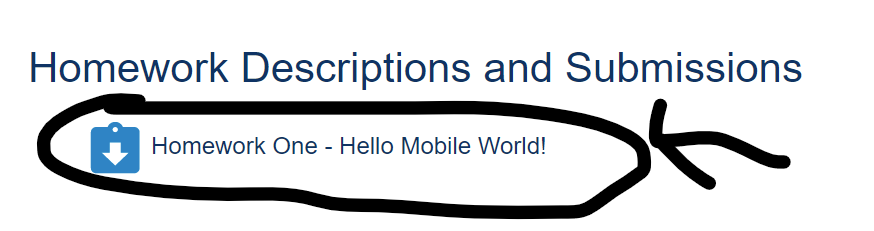 Homework Descriptions and Submissions
Homework One - Hello Mobile World!